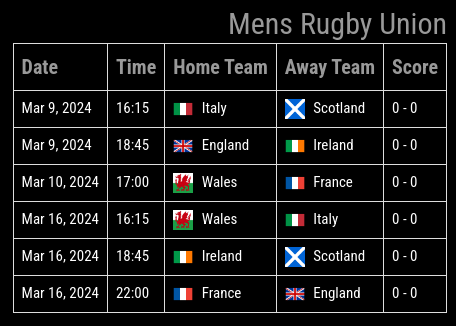 Mens Rugby Union
Date Time Home Team Away Team Score
Mar 9, 2024 16:15 Italy Scotland 0 - 0
Mar 9, 2024 18:45 England Ireland 0 - 0
Mar 10, 2024 17:00 Wales France 0 - 0
Mar 16, 2024 16:15 Wales Italy 0 - 0
Mar 16, 2024 18:45 Ireland Scotland 0 - 0
Mar 16, 2024 22:00 France England 0 - 0